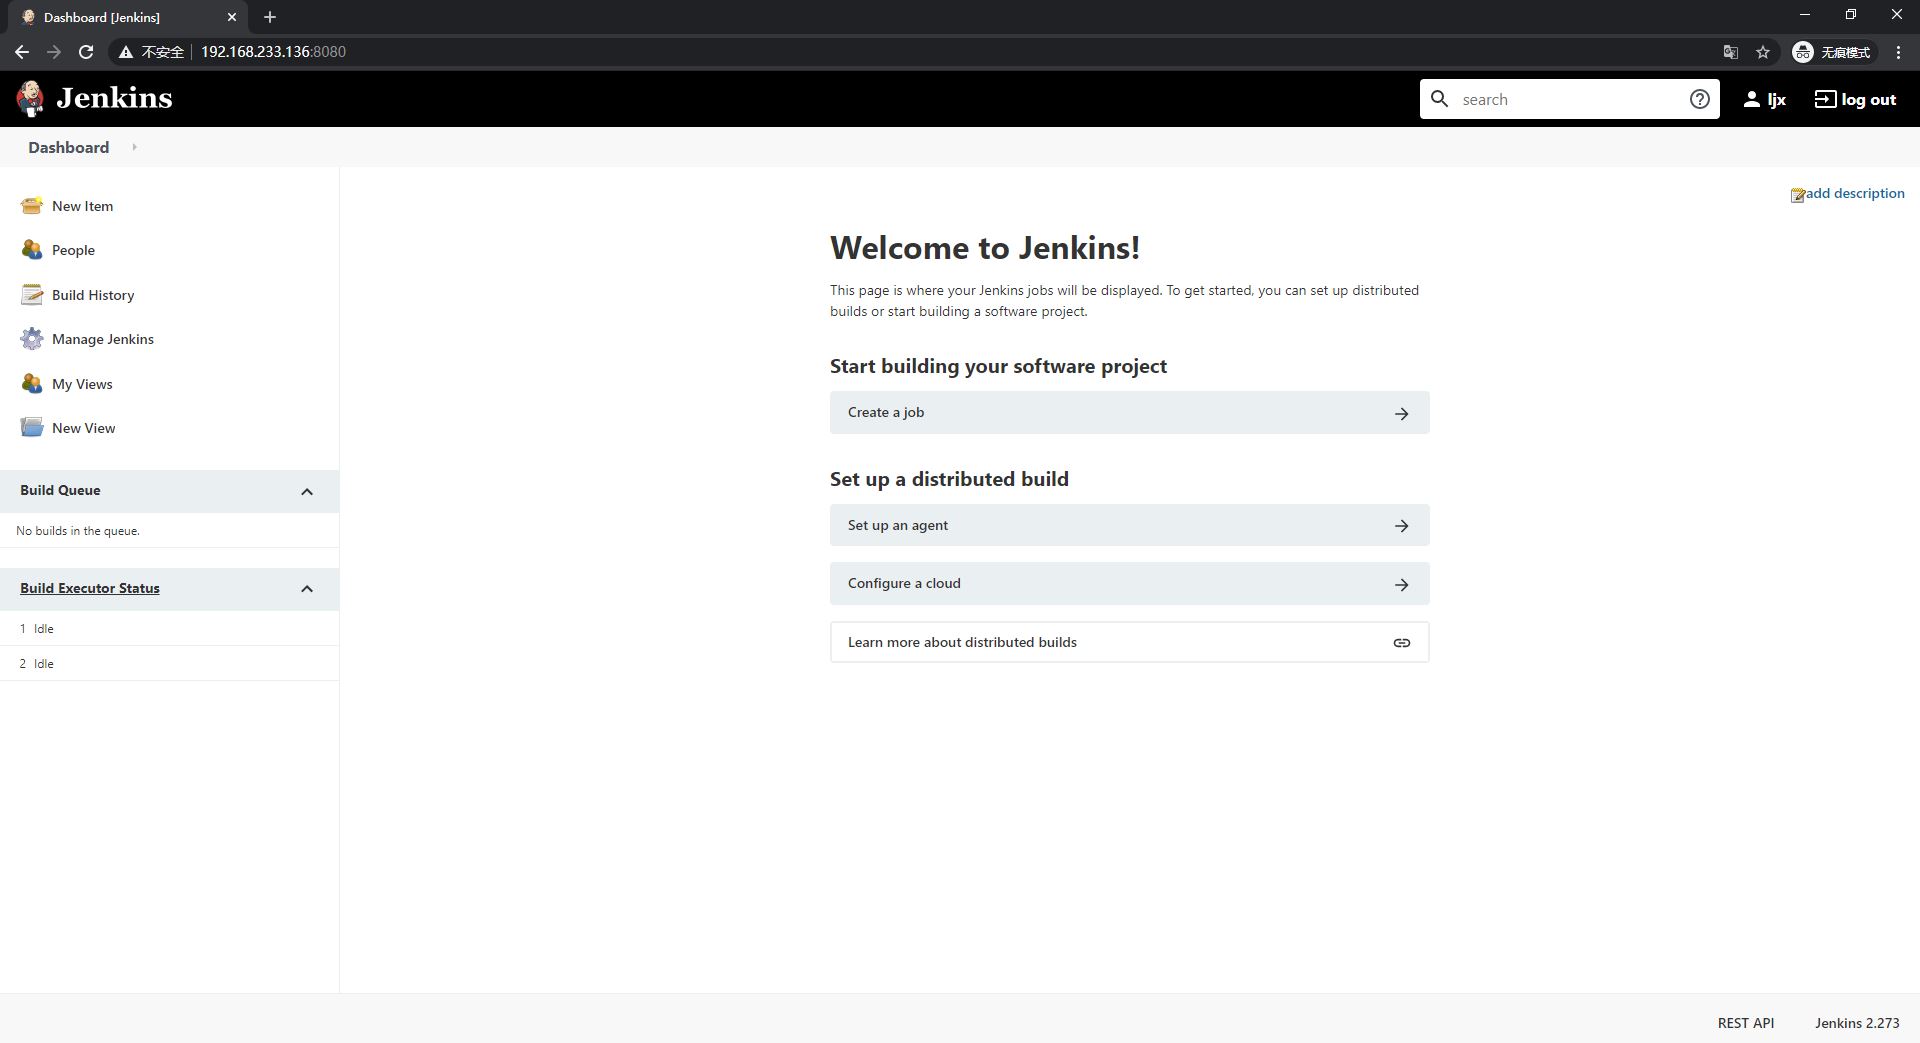 Dashboard [Jenkins]
不安全 192.168.233.136:8080
无痕模式
Jenkins
search
ljx
log out
Dashboard
New Item
People
Build History
Manage Jenkins
My Views
New View
Build Queue
No builds in the queue.
Build Executor Status
1 Idle
2 Idle
add description
Welcome to Jenkins!
This page is where your Jenkins jobs will be displayed. To get started, you can set up distributed
builds or start building a software project.
Start building your software project
Create a job
Set up a distributed build
Set up an agent
Configure a cloud
Learn more about distributed builds
REST API
Jenkins 2.273